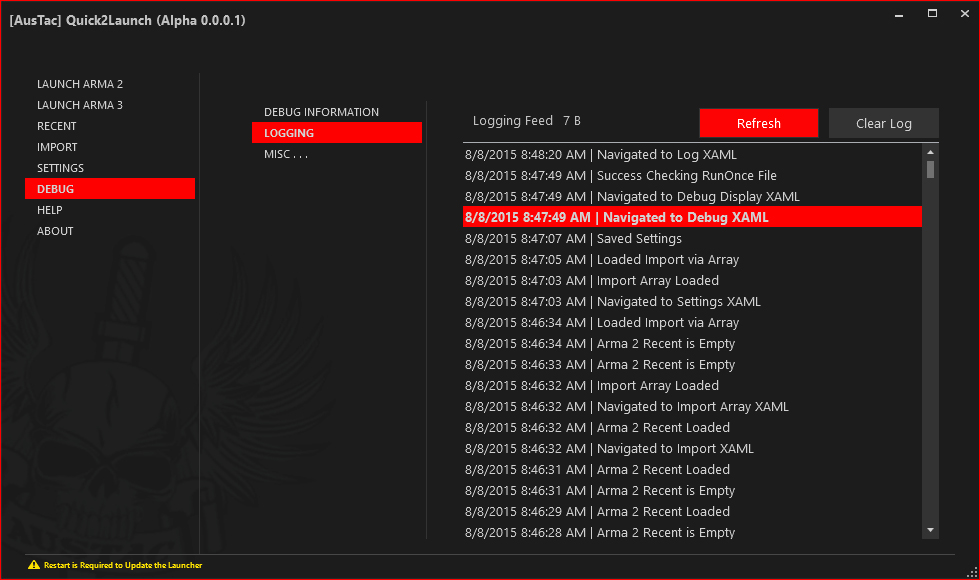 [AusTac] Quick2Launch (Alpha 0.0.0.1)
LAUNCH ARMA 2
LAUNCH ARMA 3
RECENT
IMPORT
SETTINGS
DEBUG
HELP
ABOUT
DEBUG INFORMATION
LOGGING
MISC . . .
Logging Feed 7 B
Refresh
Clear Log
8/8/2015 8:48:20 AM | Navigated to Log XAML
8/8/2015 8:47:49 AM | Success Checking RunOnce File
8/8/2015 8:47:49 AM | Navigated to Debug Display XAML
8/8/2015 8:47:49 AM | Navigated to Debug XAML
8/8/2015 8:47:07 AM | Saved Settings
8/8/2015 8:47:05 AM | Loaded Import via Array
8/8/2015 8:47:03 AM | Import Array Loaded
8/8/2015 8:47:03 AM | Navigated to Settings XAML
8/8/2015 8:46:34 AM | Loaded Import via Array
8/8/2015 8:46:34 AM | Arma 2 Recent is Empty
8/8/2015 8:46:33 AM | Arma 2 Recent is Empty
8/8/2015 8:46:32 AM | Import Array Loaded
8/8/2015 8:46:32 AM | Navigated to Import Array XAML
8/8/2015 8:46:32 AM | Arma 2 Recent Loaded
8/8/2015 8:46:32 AM | Navigated to Import XAML
8/8/2015 8:46:31 AM | Arma 2 Recent Loaded
8/8/2015 8:46:31 AM | Arma 2 Recent is Empty
8/8/2015 8:46:29 AM | Arma 2 Recent Loaded
8/8/2015 8:46:28 AM | Arma 2 Recent is Empty
Restart is Required to Update the Launcher